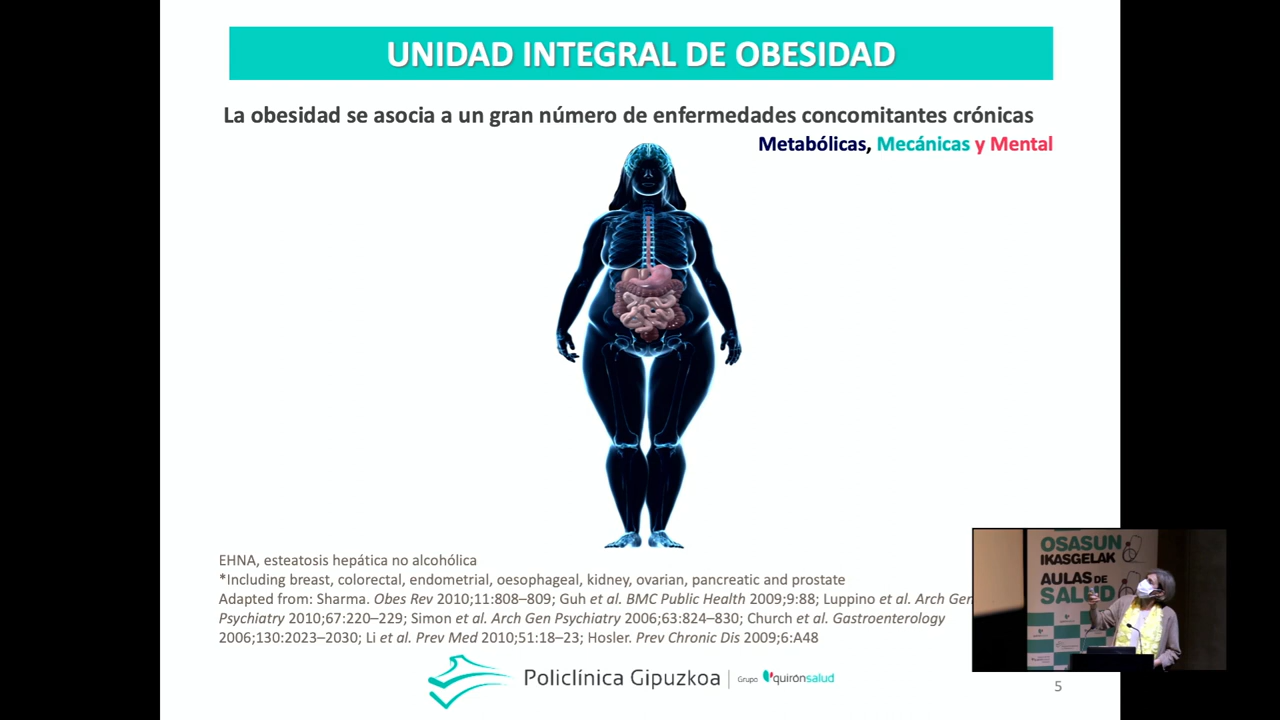 UNIDAD INTEGRAL DE OBESIDAD
La obesidad se asocia a un gran número de enfermedades concomitantes crónicas
Metabólicas, Mecánicas y Mental
EHNA, esteatosis hepática no alcohólica
*Including breast, colorectal, endometrial, oesophageal, kidney, ovarian, pancreatic and prostate
Adapted from: Sharma. Obes Rev 2010;11:808–809; Guh et al. BMC Public Health 2009;9:88; Luppino et al. Arch Gen
Psychiatry 2010;67:220–229; Simon et al. Arch Gen Psychiatry 2006;63:824–830; Church et al. Gastroenterology
2006;130:2023–2030; Li et al. Prev Med 2010;51:18–23; Hosler. Prev Chronic Dis 2009;6:A48
Policlínica Gipuzkoa
Grupo quirónsalud
5
OSASUN
IKASGELAK
AULAS DE
SALUD